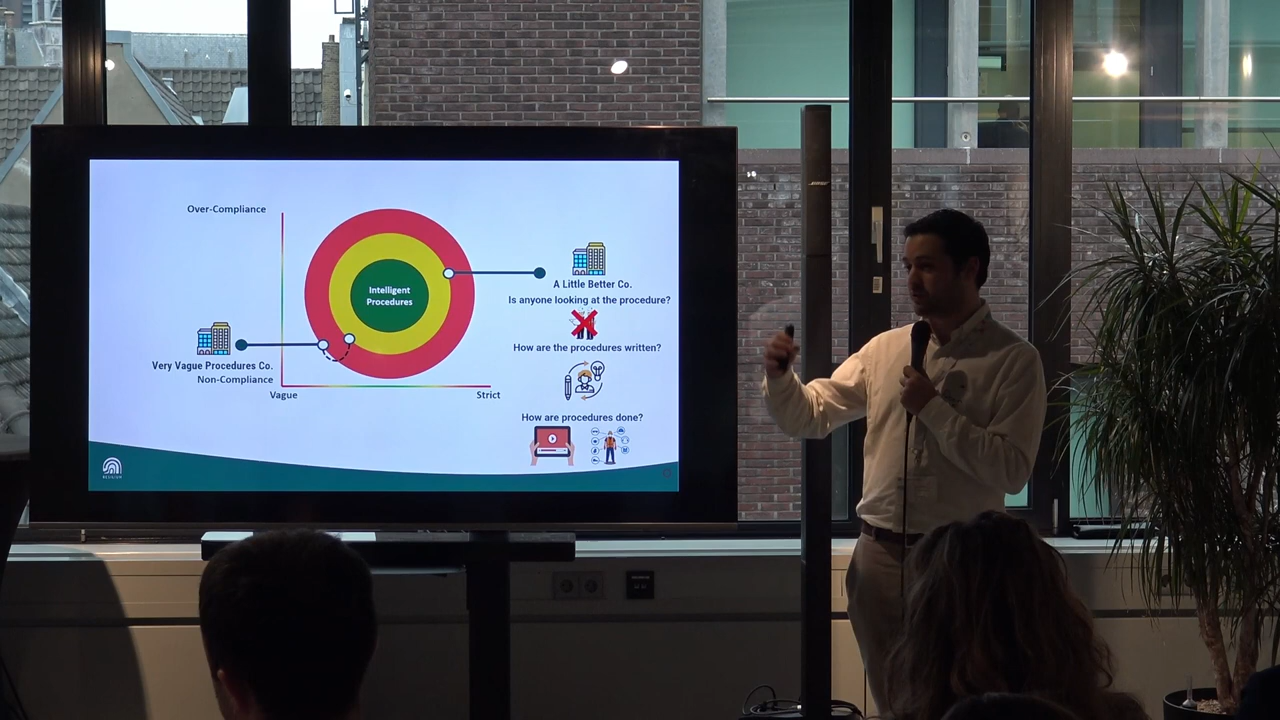 Over-Compliance
Intelligent
Procedures
A Little Better Co.
Is anyone looking at the procedure?
How are the procedures written?
Very Vague Procedures Co.
Non-Compliance
Vague
Strict
How are procedures done?
RESILIUM